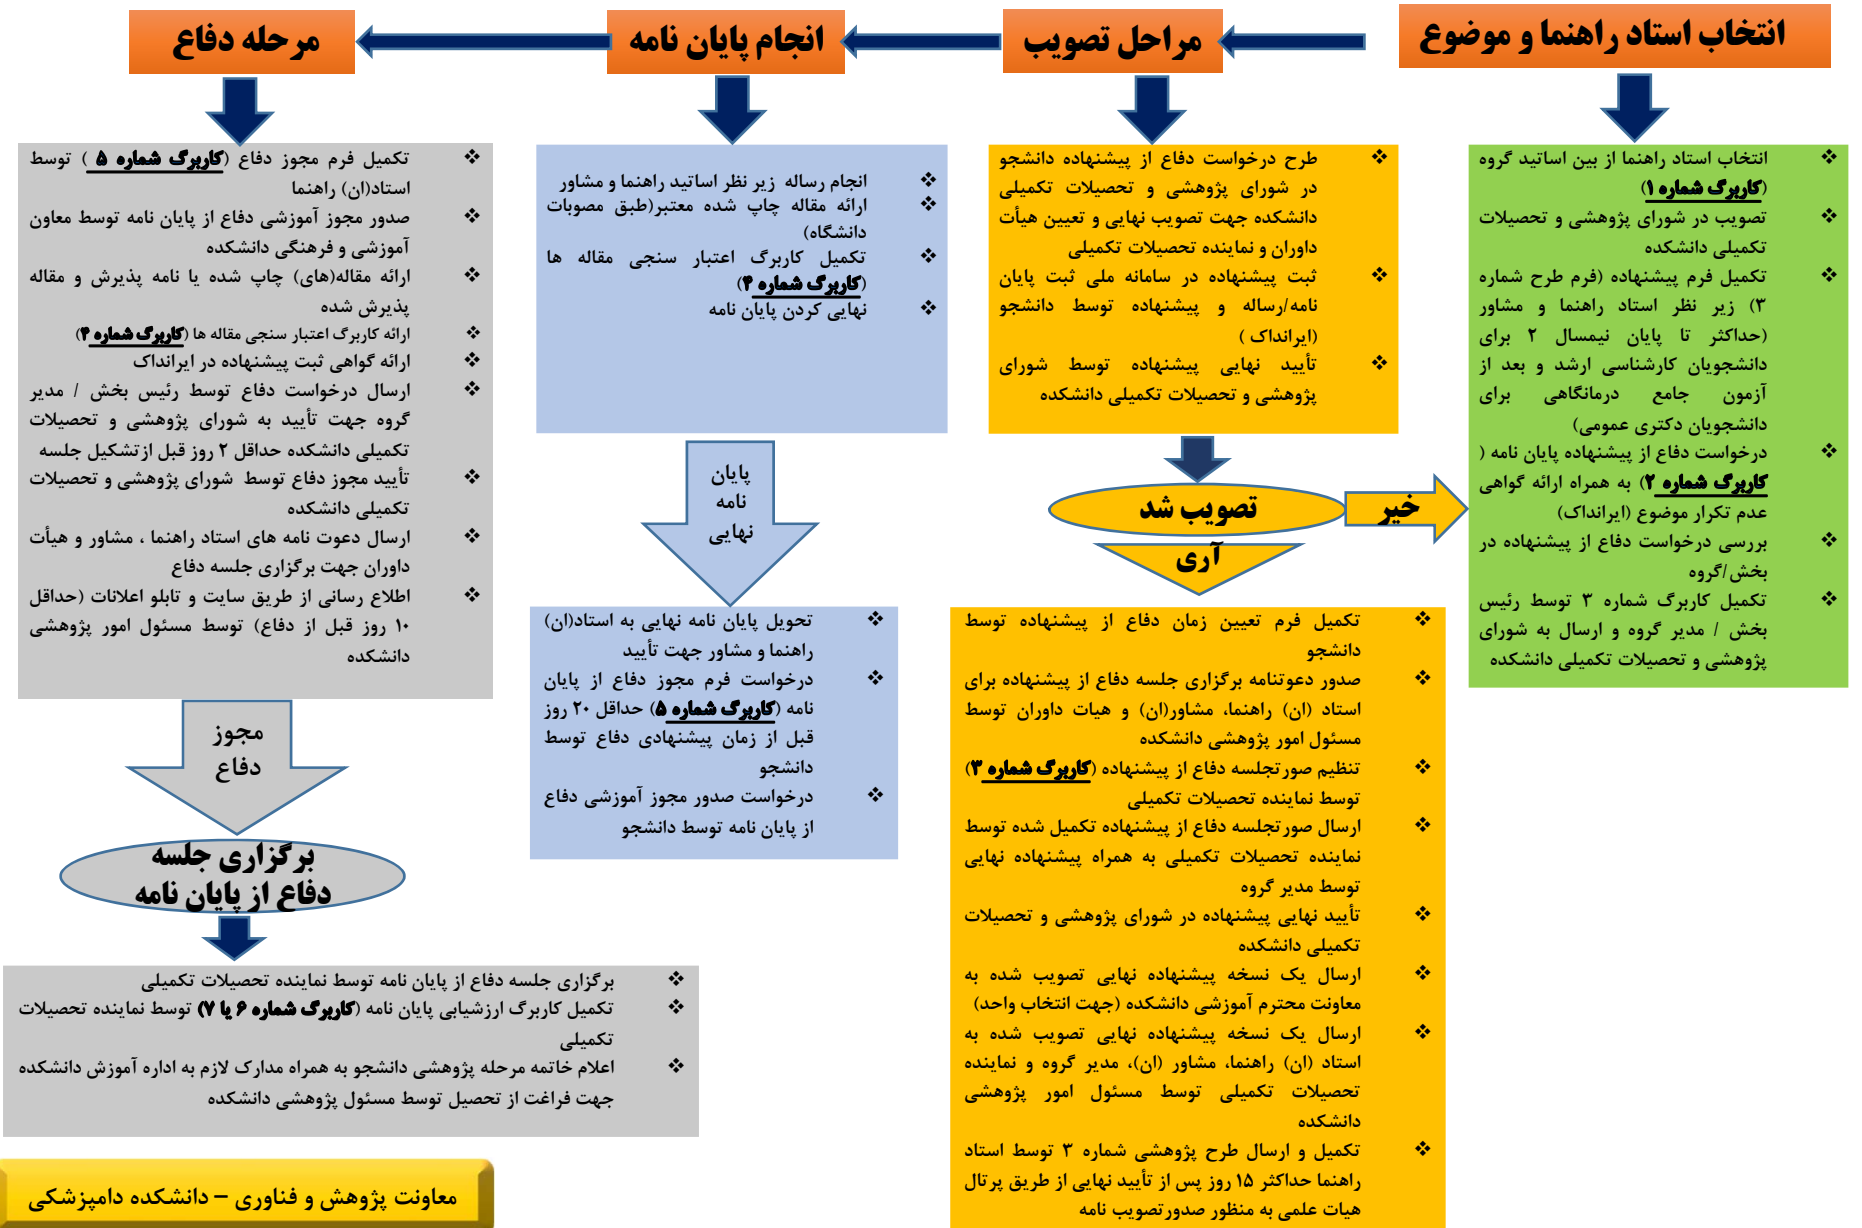 انتخاب استاد راهنما و موضوع
مراحل تصویب
انجام پایان نامه
مرحله دفاع
❖ انتخاب استاد راهنما از بین اساتید گروه
(کاربرگ شماره ۱)
❖ تصویب در شورای پژوهشی و تحصیلات
تکمیلی دانشکده
❖ تکمیل فرم پیشنهاده (فرم طرح شماره
۳) زیر نظر استاد راهنما و مشاور
(حداکثر تا پایان نیمسال ۲ برای
دانشجویان کارشناسی ارشد و بعد از
آزمون جامع درمانگاهی برای
دانشجویان دکتری عمومی)
❖ درخواست دفاع از پیشنهاده پایان نامه (
کاربرگ شماره ۲) به همراه ارائه گواهی
عدم تکرار موضوع (ایرانداک)
❖ بررسی درخواست دفاع از پیشنهاده در
بخش/گروه
❖ تکمیل کاربرگ شماره ۳ توسط رئیس
بخش / مدیر گروه و ارسال به شورای
پژوهشی و تحصیلات تکمیلی دانشکده
❖ طرح درخواست دفاع از پیشنهاده دانشجو
در شورای پژوهشی و تحصیلات تکمیلی
دانشکده جهت تصویب نهایی و تعیین هیأت
داوران و نماینده تحصیلات تکمیلی
❖ ثبت پیشنهاده در سامانه ملی ثبت پایان
نامه/رساله و پیشنهاده توسط دانشجو
(ایرانداک )
❖ تأیید نهایی پیشنهاده توسط شورای
پژوهشی و تحصیلات تکمیلی دانشکده
تصویب شد
خیر
آری
❖ تکمیل فرم تعیین زمان دفاع از پیشنهاده توسط
دانشجو
❖ صدور دعوتنامه برگزاری جلسه دفاع از پیشنهاده برای
استاد (ان) راهنما، مشاور(ان) و هیات داوران توسط
مسئول امور پژوهشی دانشکده
❖ تنظیم صورتجلسه دفاع از پیشنهاده (کاربرگ شماره ۳)
توسط نماینده تحصیلات تکمیلی
❖ ارسال صورتجلسه دفاع از پیشنهاده تکمیل شده توسط
نماینده تحصیلات تکمیلی به همراه پیشنهاده نهایی
توسط مدیر گروه
❖ تأیید نهایی پیشنهاده در شورای پژوهشی و تحصیلات
تکمیلی دانشکده
❖ ارسال یک نسخه پیشنهاده نهایی تصویب شده به
معاونت محترم آموزشی دانشکده (جهت انتخاب واحد)
❖ ارسال یک نسخه پیشنهاده نهایی تصویب شده به
استاد (ان) راهنما، مشاور (ان)، مدیر گروه و نماینده
تحصیلات تکمیلی توسط مسئول امور پژوهشی
دانشکده
❖ تکمیل و ارسال طرح پژوهشی شماره ۳ توسط استاد
راهنما حداکثر ۱۵ روز پس از تأیید نهایی از طریق پرتال
هیات علمی به منظور صدورتصویب نامه
❖ انجام رساله زیر نظر اساتید راهنما و مشاور
❖ ارائه مقاله چاپ شده معتبر(طبق مصوبات
دانشگاه)
❖ تکمیل کاربرگ اعتبار سنجی مقاله ها
(کاربرگ شماره ۴)
❖ نهایی کردن پایان نامه
پایان
نامه
نهایی
❖ تحویل پایان نامه نهایی به استاد(ان)
راهنما و مشاور جهت تأیید
❖ درخواست فرم مجوز دفاع از پایان
نامه (کاربرگ شماره ۵) حداقل ۲۰ روز
قبل از زمان پیشنهادی دفاع توسط
دانشجو
❖ درخواست صدور مجوز آموزشی دفاع
از پایان نامه توسط دانشجو
❖ تکمیل فرم مجوز دفاع (کاربرگ شماره ۵ ) توسط
استاد(ان) راهنما
❖ صدور مجوز آموزشی دفاع از پایان نامه توسط معاون
آموزشی و فرهنگی دانشکده
❖ ارائه مقاله(های) چاپ شده یا نامه پذیرش و مقاله
پذیرش شده
❖ ارائه کاربرگ اعتبار سنجی مقاله ها (کاربرگ شماره ۴)
❖ ارائه گواهی ثبت پیشنهاده در ایرانداک
❖ ارسال درخواست دفاع توسط رئیس بخش / مدیر
گروه جهت تأیید به شورای پژوهشی و تحصیلات
تکمیلی دانشکده حداقل ۲ روز قبل ازتشکیل جلسه
❖ تأیید مجوز دفاع توسط شورای پژوهشی و تحصیلات
تکمیلی دانشکده
❖ ارسال دعوت نامه های استاد راهنما ، مشاور و هیأت
داوران جهت برگزاری جلسه دفاع
❖ اطلاع رسانی از طریق سایت و تابلو اعلانات (حداقل
۱۰ روز قبل از دفاع) توسط مسئول امور پژوهشی
دانشکده
مجوز
دفاع
برگزاری جلسه
دفاع از پایان نامه
❖ برگزاری جلسه دفاع از پایان نامه توسط نماینده تحصیلات تکمیلی
❖ تکمیل کاربرگ ارزشیابی پایان نامه (کاربرگ شماره ۶ یا ۷) توسط نماینده تحصیلات
تکمیلی
❖ اعلام خاتمه مرحله پژوهشی دانشجو به همراه مدارک لازم به اداره آموزش دانشکده
جهت فراغت از تحصیل توسط مسئول پژوهشی دانشکده
معاونت پژوهش و فناوری – دانشکده دامپزشکی